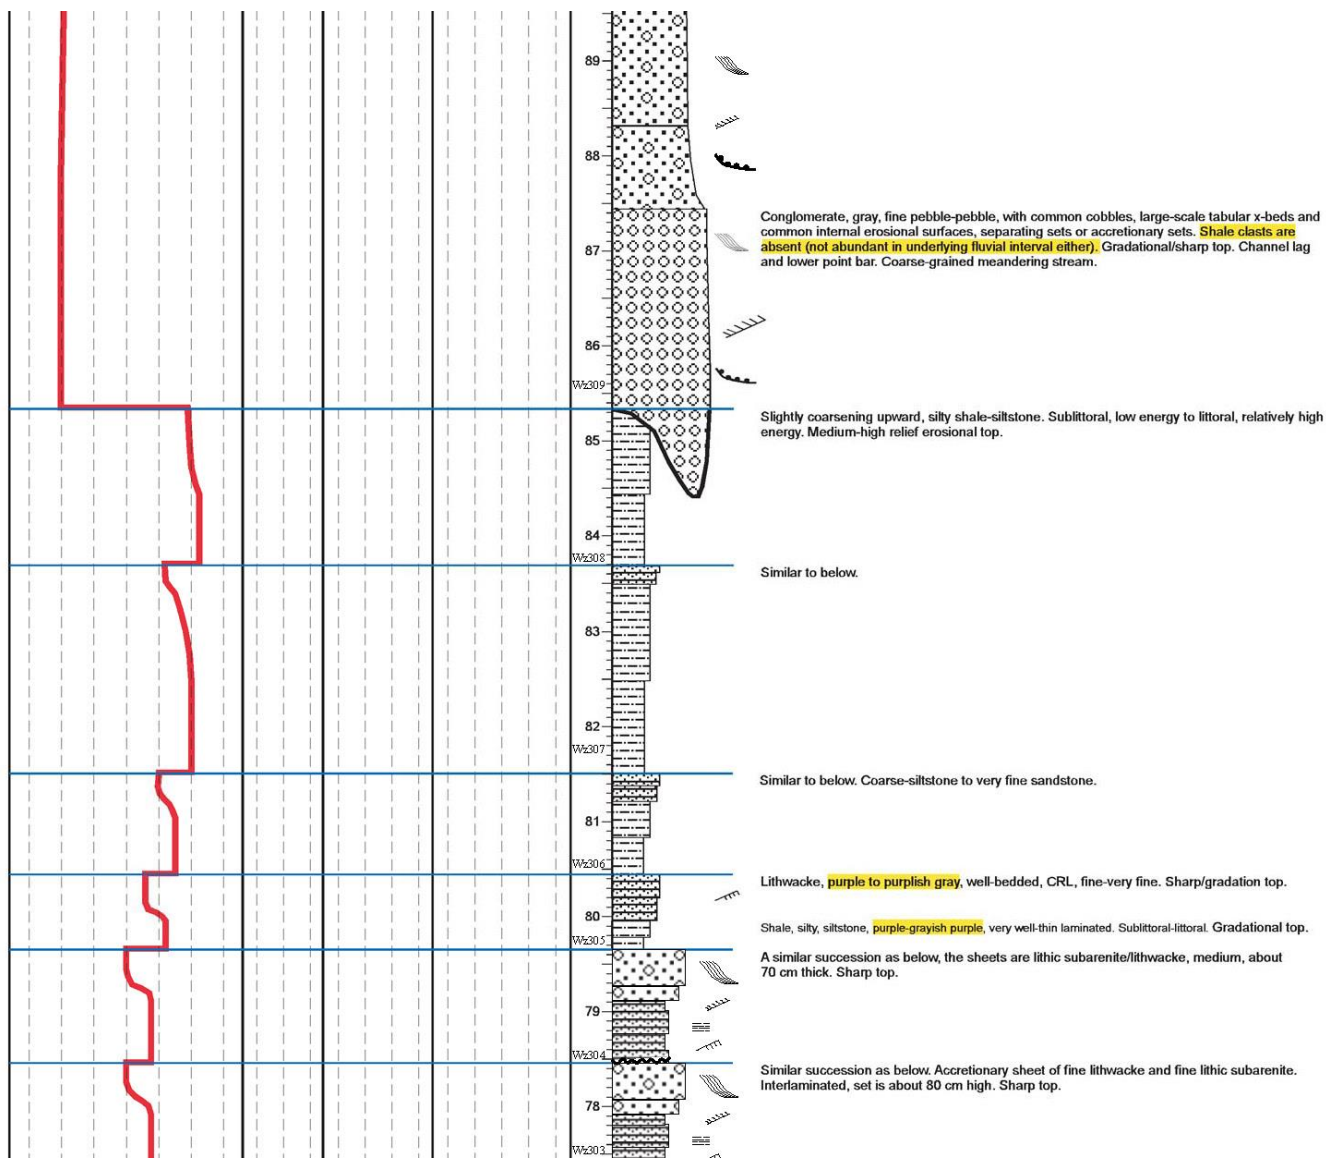 89
88
Conglomerate, gray, fine pebble-pebble, with common cobbles, large-scale tabular x-beds and
common internal erosional surfaces, separating sets or accretionary sets. Shale clasts are
absent (not abundant in underlying fluvial interval either). Gradational/sharp top. Channel lag
and lower point bar. Coarse-grained meandering stream.
87
86
Wz309
Slightly coarsening upward, silty shale-siltstone. Sublittoral, low energy to littoral, relatively high
energy. Medium-high relief erosional top.
85
84
Wz308
Similar to below.
83
82
Wz307
Similar to below. Coarse-siltstone to very fine sandstone.
81
Wz306
Lithwacke, purple to purplish gray, well-bedded, CRL, fine-very fine. Sharp/gradation top.
80
Shale, silty, siltstone, purple-grayish purple, very well-thin laminated. Sublittoral-littoral. Gradational top.
Wz305
A similar succession as below, the sheets are lithic subarenite/lithwacke, medium, about
70 cm thick. Sharp top.
79
Wz304
Similar succession as below. Accretionary sheet of fine lithwacke and fine lithic subarenite.
Interlaminated, set is about 80 cm high. Sharp top.
78
Wz303